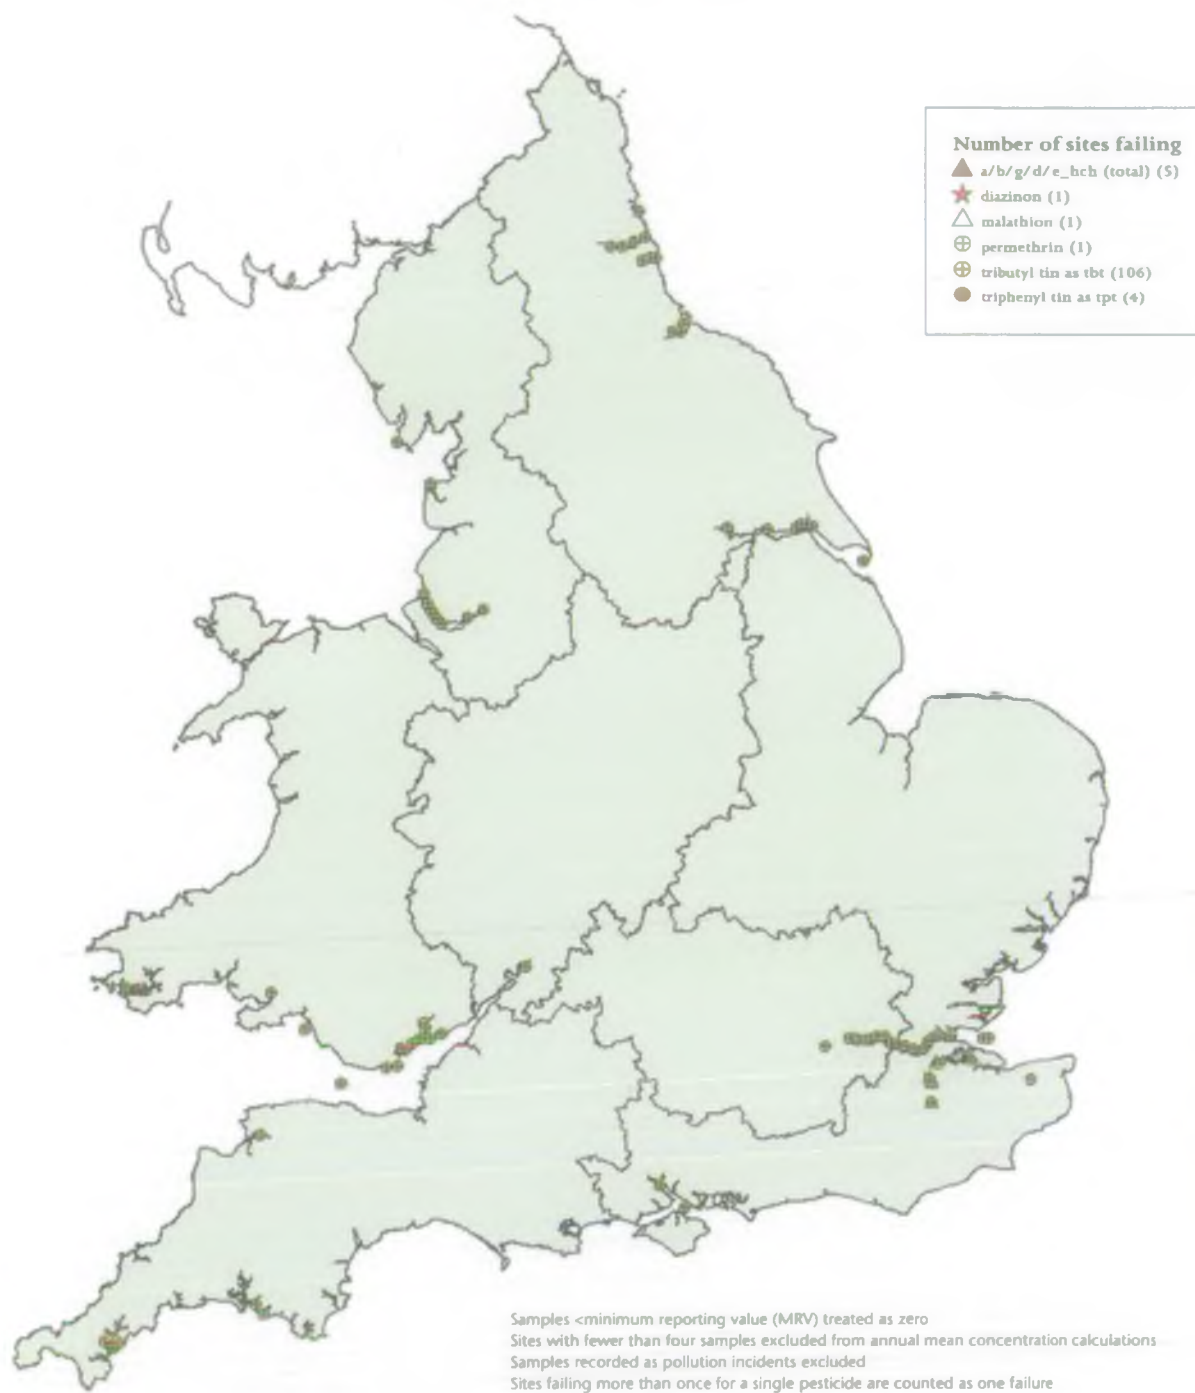 Number of sites failing
a/b/g/d/e_hch (total) (5)
diazinon (1)
malathion (1)
permethrin (1)
tributyl tin as tbt (106)
triphenyl tin as tpt (4)
Samples <minimum reporting value (MRV) treated as zero
Sites with fewer than four samples excluded from annual mean concentration calculations
Samples recorded as pollution incidents excluded
Sites failing more than once for a single pesticide are counted as one failure